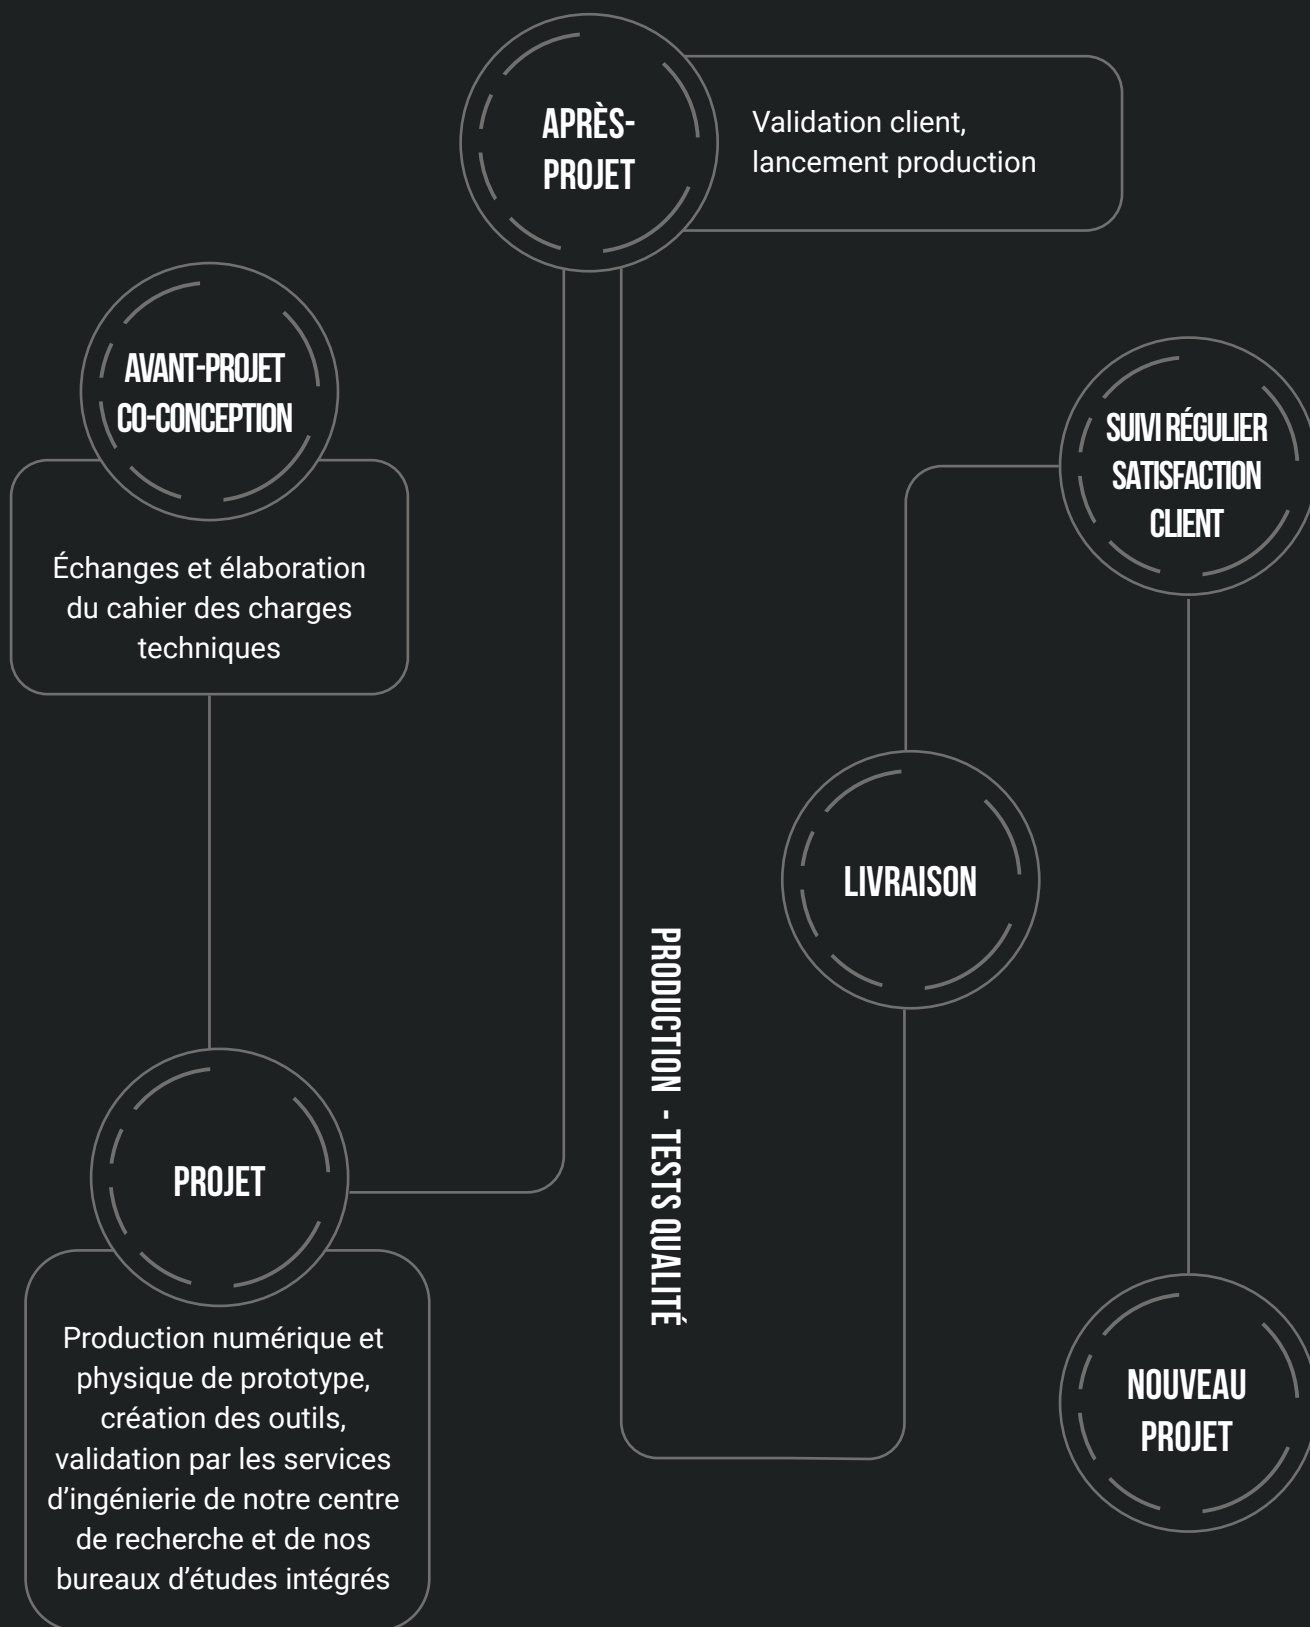 APRÈS-
PROJET
Validation client,
lancement production
AVANT-PROJET
CO-CONCEPTION
Échanges et élaboration
du cahier des charges
techniques
SUIVI RÉGULIER
SATISFACTION
CLIENT
LIVRAISON
PRODUCTION - TESTS QUALITÉ
PROJET
Production numérique et
physique de prototype,
création des outils,
validation par les services
d’ingénierie de notre centre
de recherche et de nos
bureaux d’études intégrés
NOUVEAU
PROJET